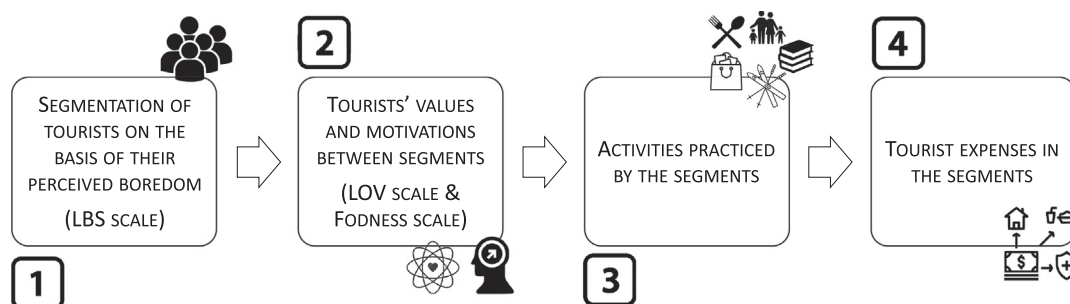 1
SEGMENTATION OF
TOURISTS ON THE
BASIS OF THEIR
PERCEIVED BOREDOM
(LBS SCALE)
2
TOURISTS’ VALUES
AND MOTIVATIONS
BETWEEN SEGMENTS
(LOV SCALE &
FODNESS SCALE)
3
ACTIVITIES PRACTICED
BY THE SEGMENTS
4
TOURIST EXPENSES IN
THE SEGMENTS
$